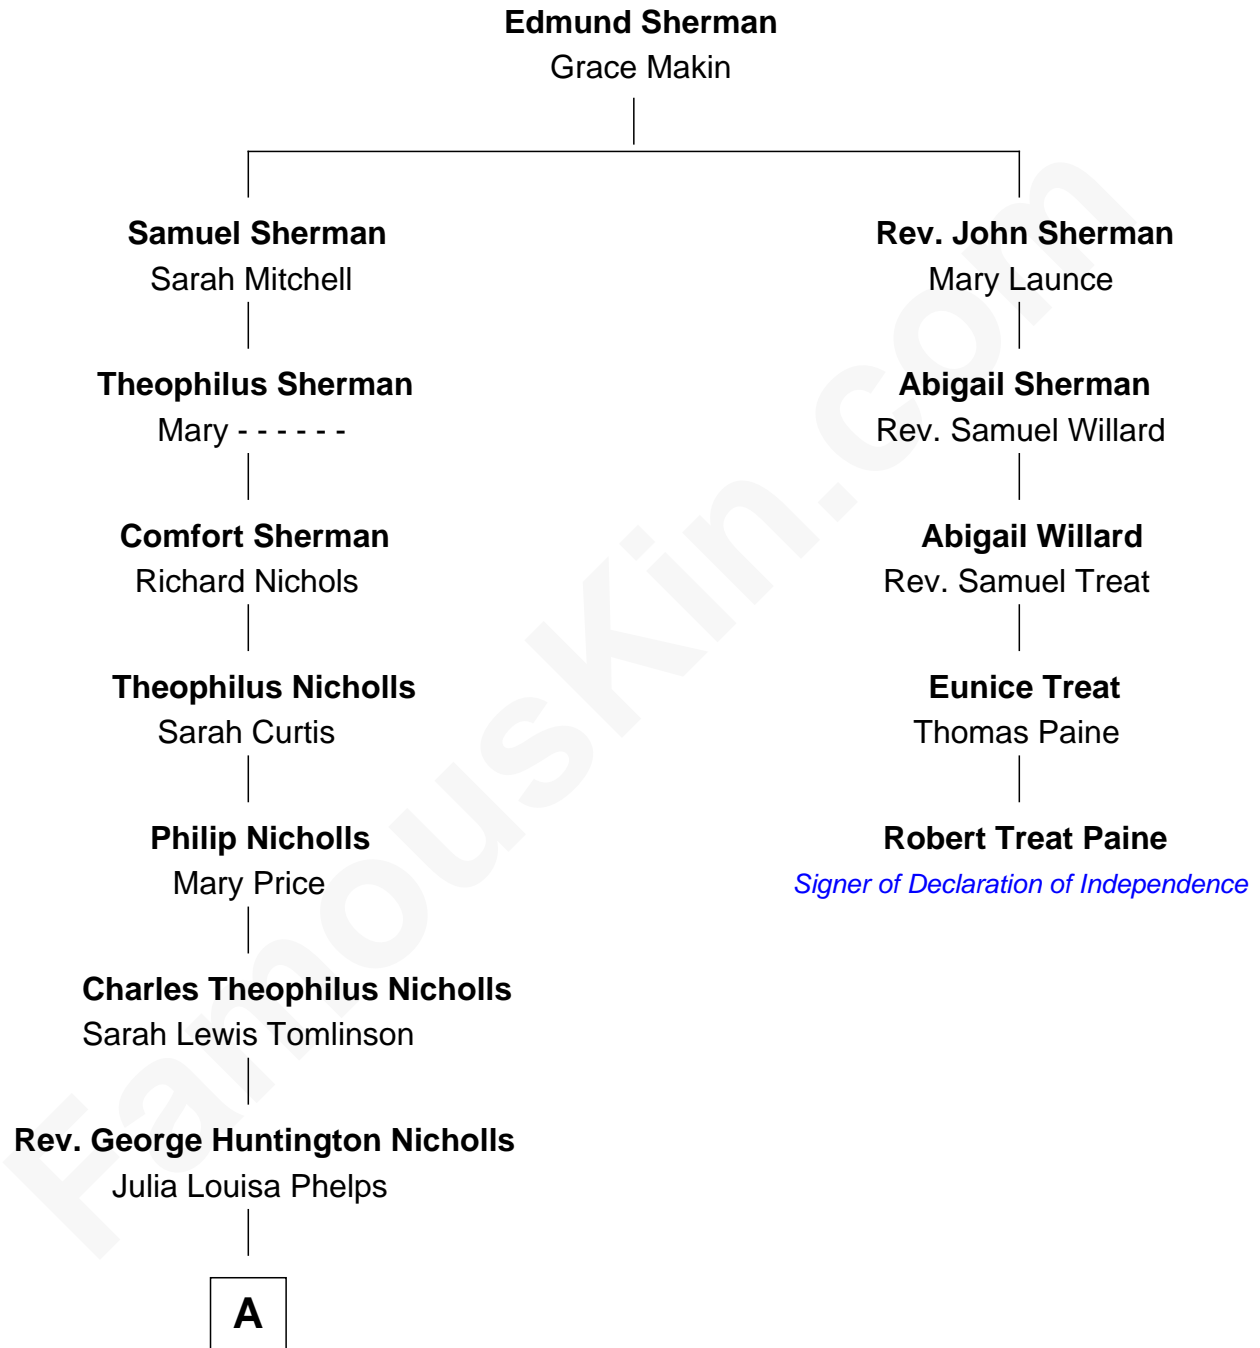 Edmund Sherman
Grace Makin
Samuel Sherman
Sarah Mitchell
Rev. John Sherman
Mary Launce
Theophilus Sherman
Mary - - - - - -
Abigail Sherman
Rev. Samuel Willard
Comfort Sherman
Richard Nichols
Abigail Willard
Rev. Samuel Treat
Theophilus Nicholls
Sarah Curtis
Eunice Treat
Thomas Paine
Philip Nicholls
Mary Price
Robert Treat Paine
Signer of Declaration of Independence
Charles Theophilus Nicholls
Sarah Lewis Tomlinson
Rev. George Huntington Nicholls
Julia Louisa Phelps
A
FamousKin.com